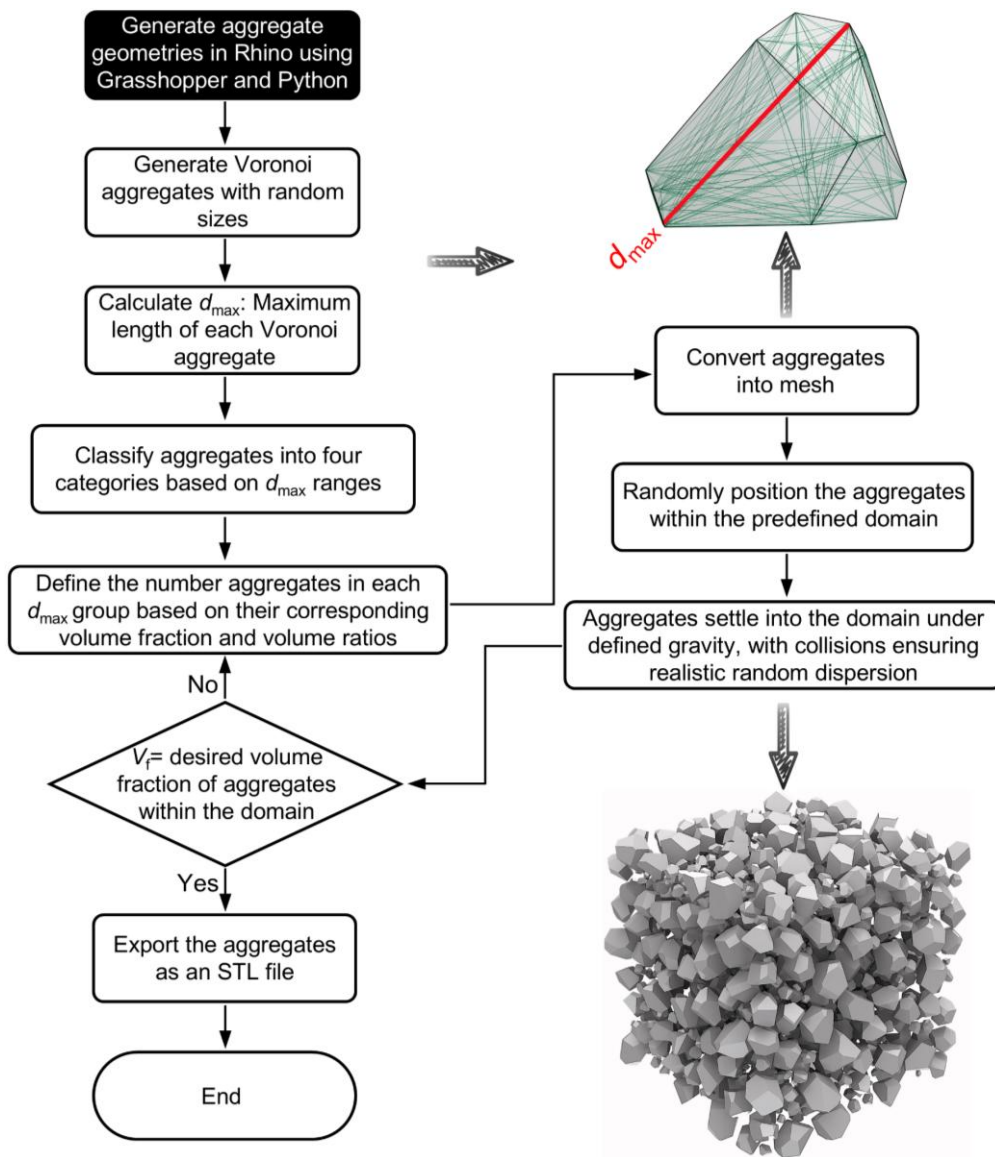 Generate aggregate
geometries in Rhino using
Grasshopper and Python
Generate Voronoi
aggregates with random
sizes
Calculate dmax: Maximum
length of each Voronoi
aggregate
Classify aggregates into four
categories based on dmax ranges
Define the number aggregates in each
dmax group based on their corresponding
volume fraction and volume ratios
No
Vf= desired volume
fraction of aggregates
within the domain
Yes
Export the aggregates
as an STL file
End
dmax
Convert aggregates
into mesh
Randomly position the aggregates
within the predefined domain
Aggregates settle into the domain under
defined gravity, with collisions ensuring
realistic random dispersion